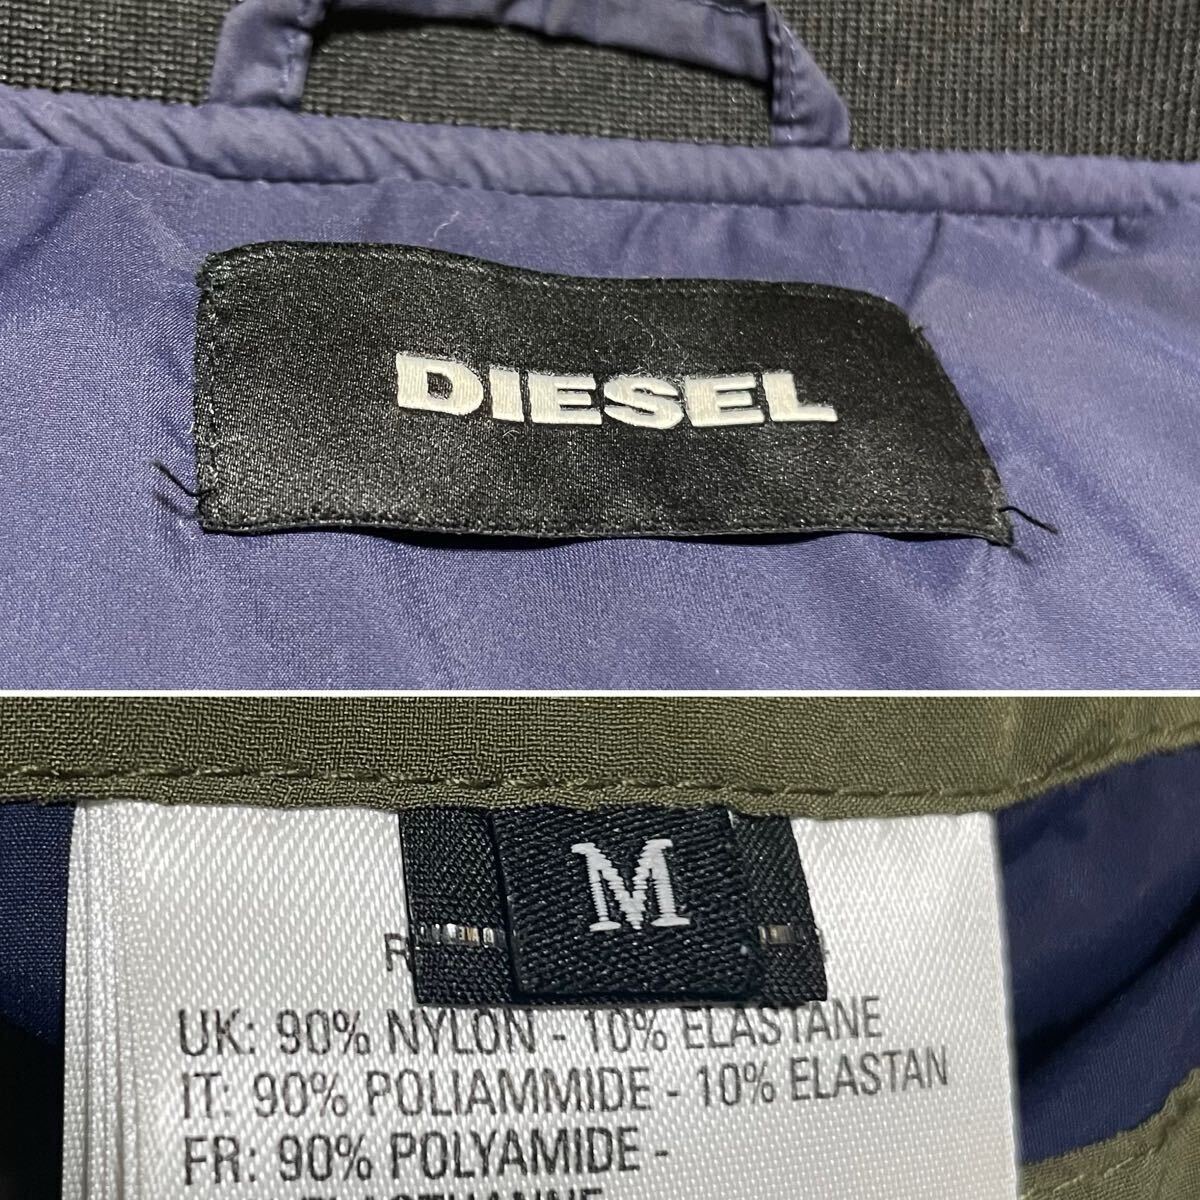 DIESEL
M
UK: 90% NYLON - 10% ELASTANE
IT: 90% POLIAMMIDE - 10% ELASTAN
FR: 90% POLYAMIDE -